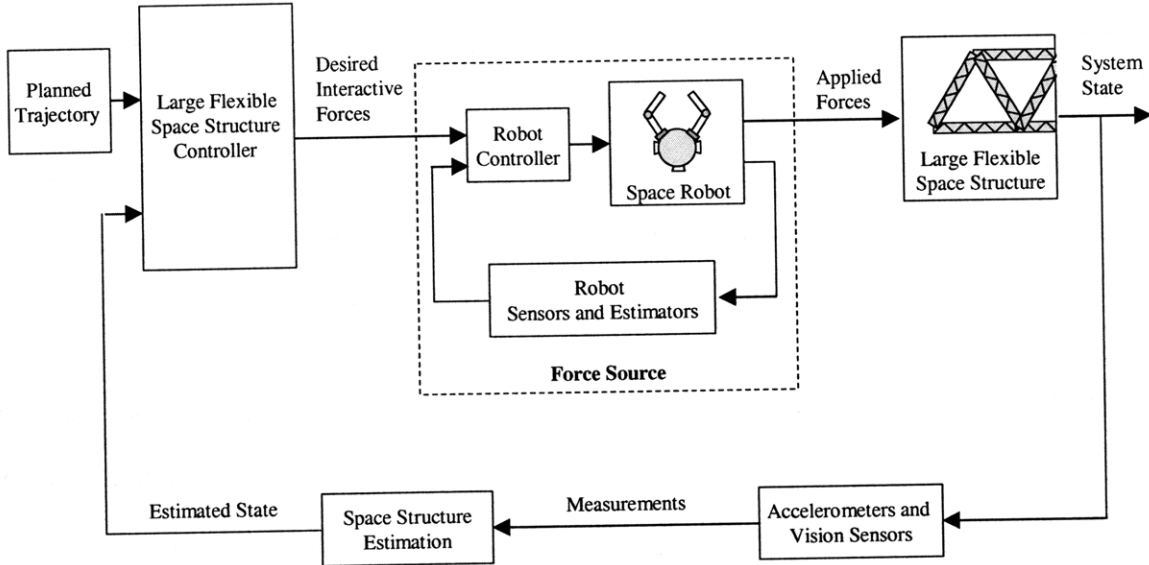 Planned
Trajectory
Large Flexible
Space Structure
Controller
Desired
Interactive
Forces
Robot
Controller
Space Robot
Robot
Sensors and Estimators
Force Source
Applied
Forces
Large Flexible
Space Structure
System
State
Estimated State
Space Structure
Estimation
Measurements
Accelerometers and
Vision Sensors